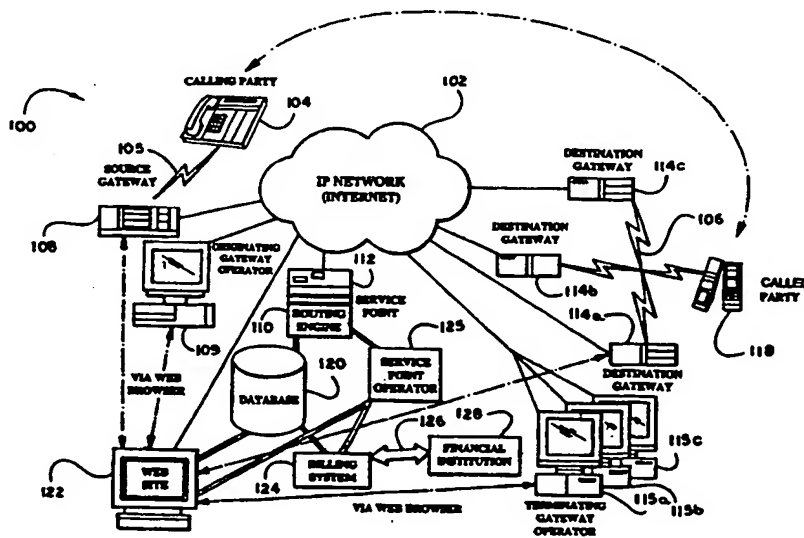 CALLING PARTY
104
102
100
105
SOURCE
GATEWAY
DESTINATION
GATEWAY
114c
IP NETWORK
(INTERNET)
108
106
ORIGINATING GATEWAY
OPERATOR
112
DESTINATION
GATEWAY
SERVICE
POINT
114b
CALLED
PARTY
110
ROUTING
ENGINE
125
114a
118
109
SERVICE
POINT
OPERATOR
DESTINATION
GATEWAY
VIA WEB
BROWSER
120
DATABASE
126
128
122
WEB
SITE
FINANCIAL
INSTITUTION
115c
124
BILLING
SYSTEM
115a
115b
VIA WEB BROWSER
TERMINATING
GATEWAY
OPERATOR